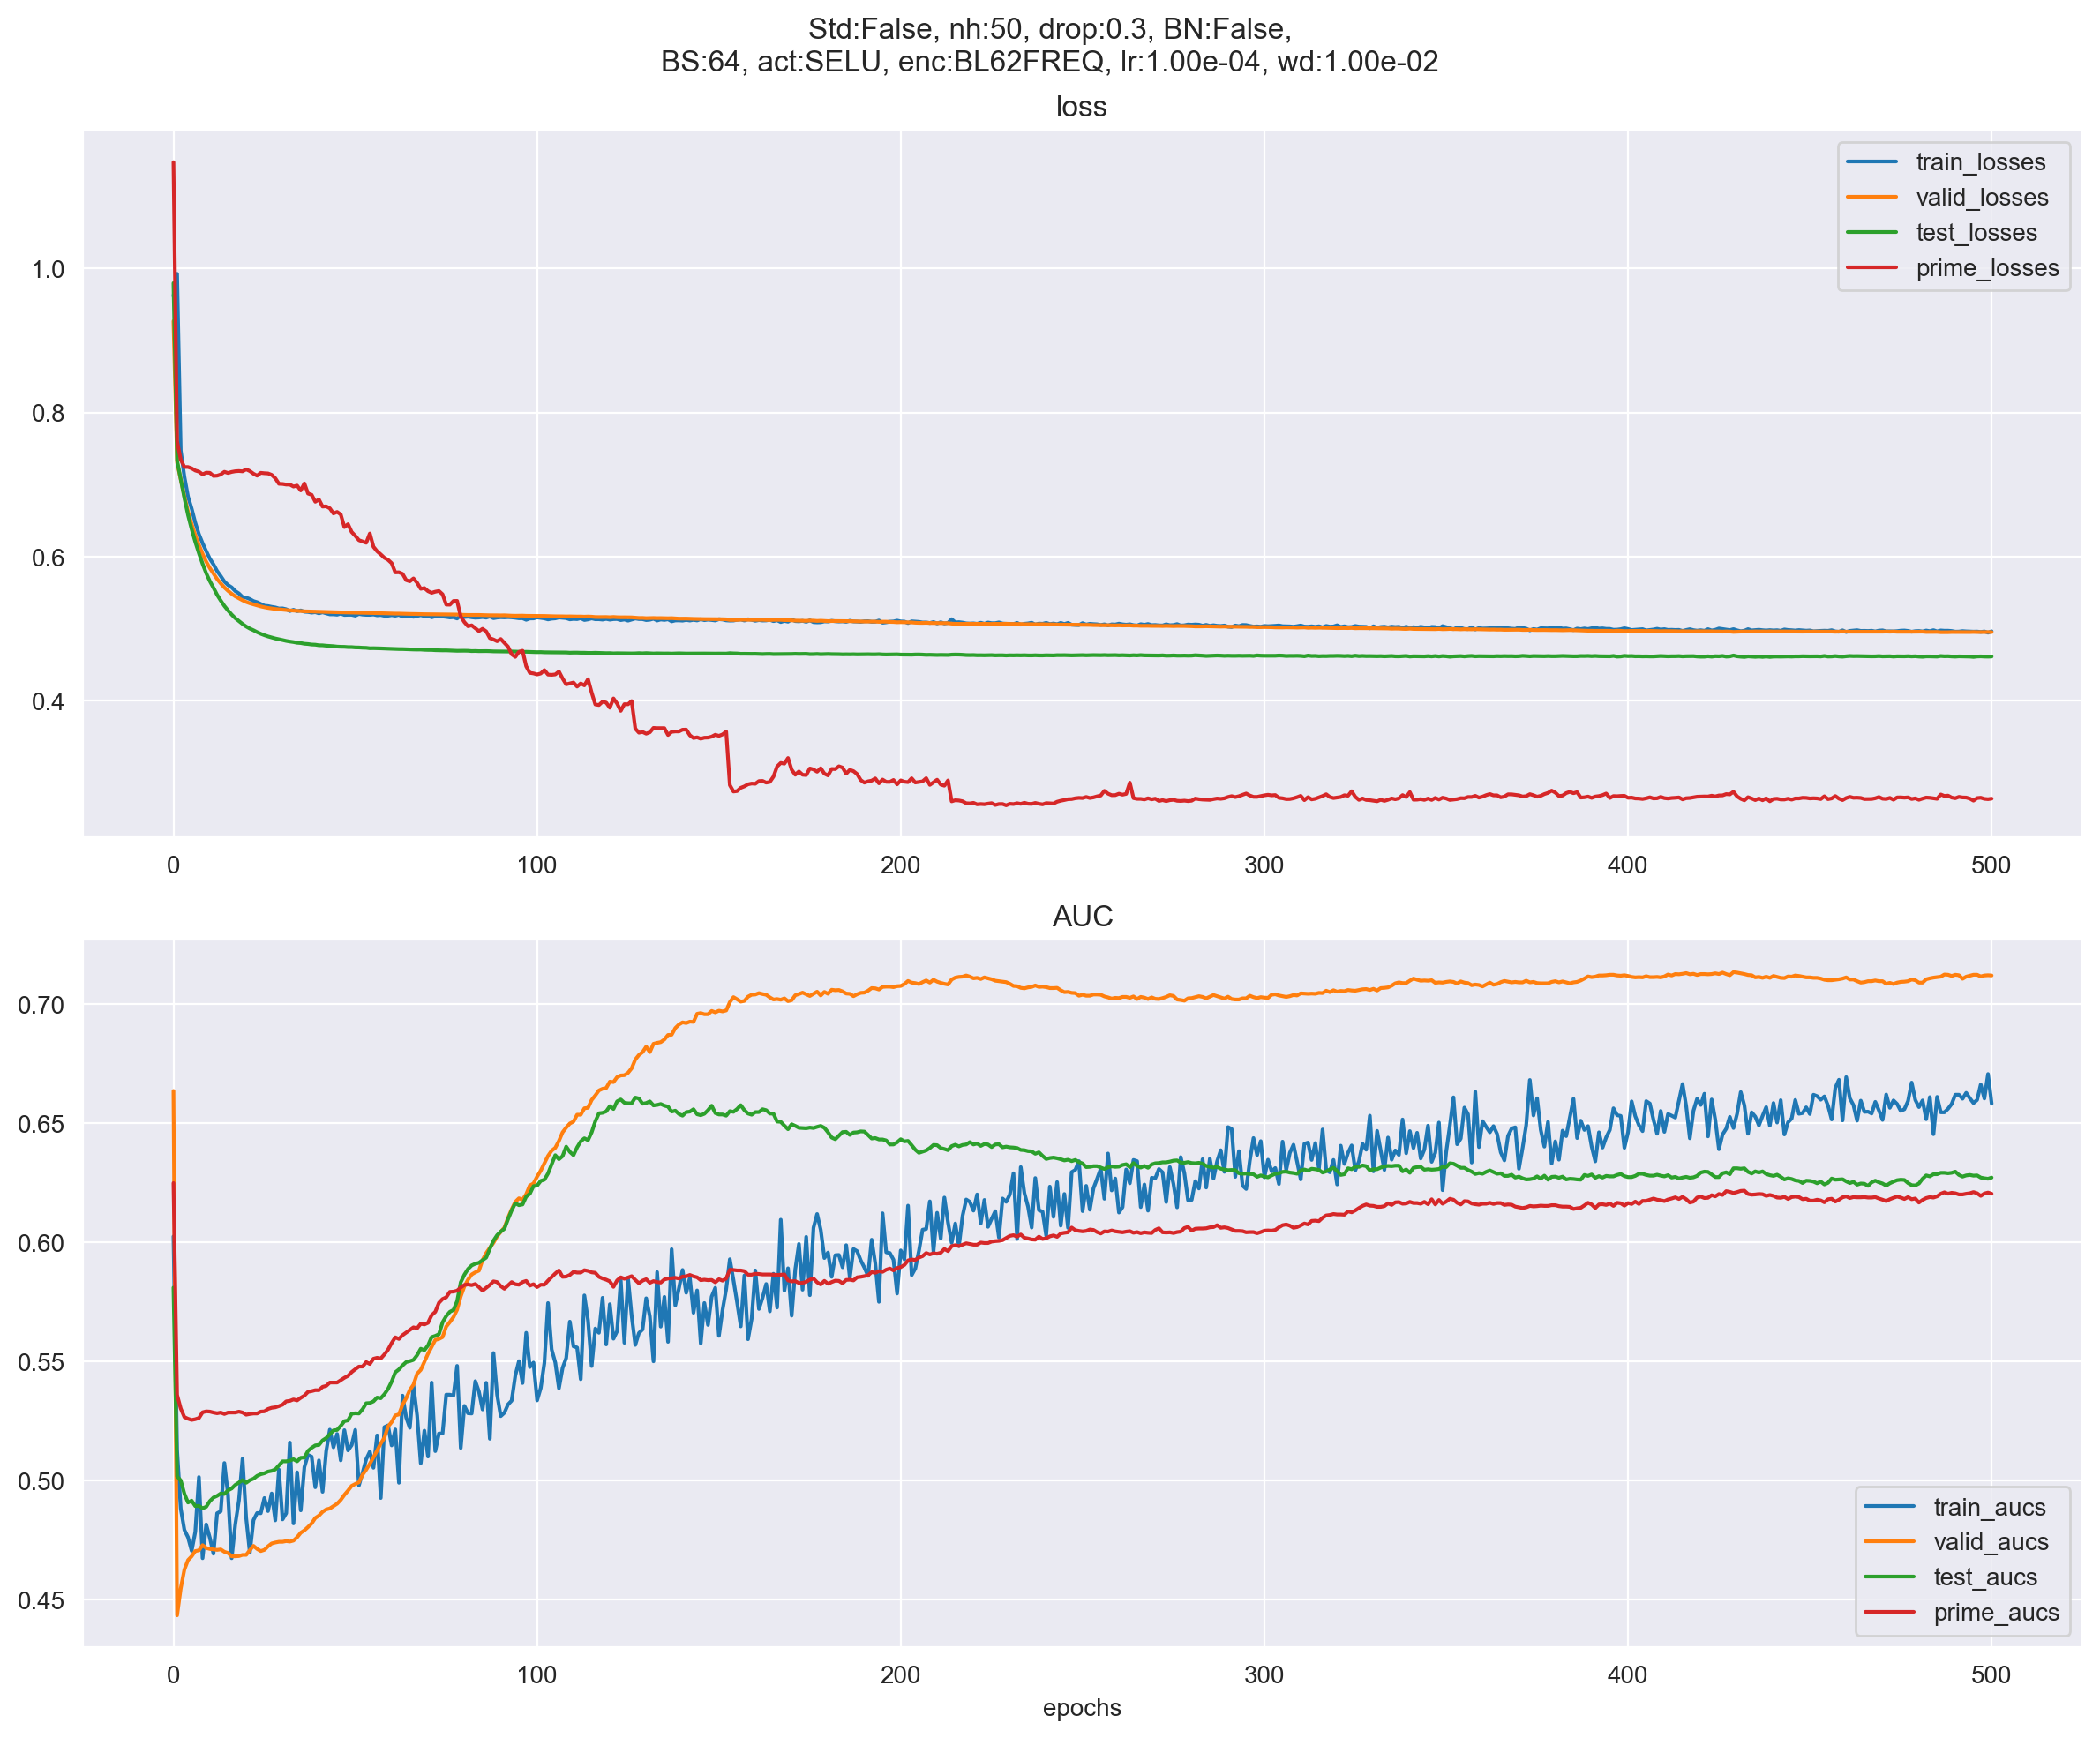 Std:False, nh:50, drop:0.3, BN:False,
BS:64, act:SELU, enc:BL62FREQ, lr:1.00e-04, wd:1.00e-02
loss
train_losses
valid_losses
test_losses
prime_losses
1.0
0.8
0.6
0.4
0 100 200 300 400 500
AUC
0.70
0.65
0.60
0.55
0.50
0.45
train_aucs
valid_aucs
test_aucs
prime_aucs
0 100 200 300 400 500
epochs